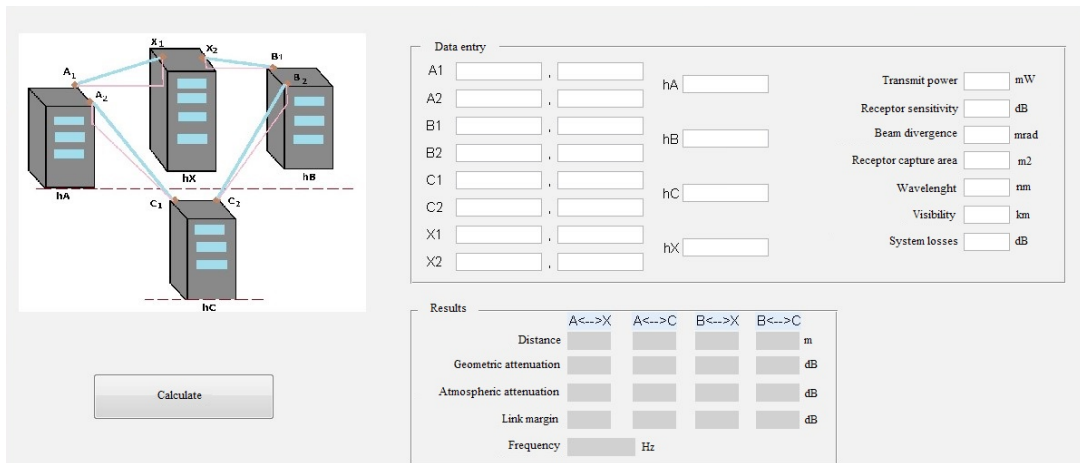 X1 X2
A1 B1
A2 B2
hX hB
hA
C1 C2
hC
Calculate
Data entry
A1 ,
A2 ,
B1 ,
B2 ,
C1 ,
C2 ,
X1 ,
X2 ,
hA
hB
hC
hX
Transmit power mW
Receptor sensitivity dB
Beam divergence mrad
Receptor capture area m2
Wavelenght nm
Visibility km
System losses dB
Results
A<-->X A<-->C B<-->X B<-->C
Distance m
Geometric attenuation dB
Atmospheric attenuation dB
Link margin dB
Frequency Hz